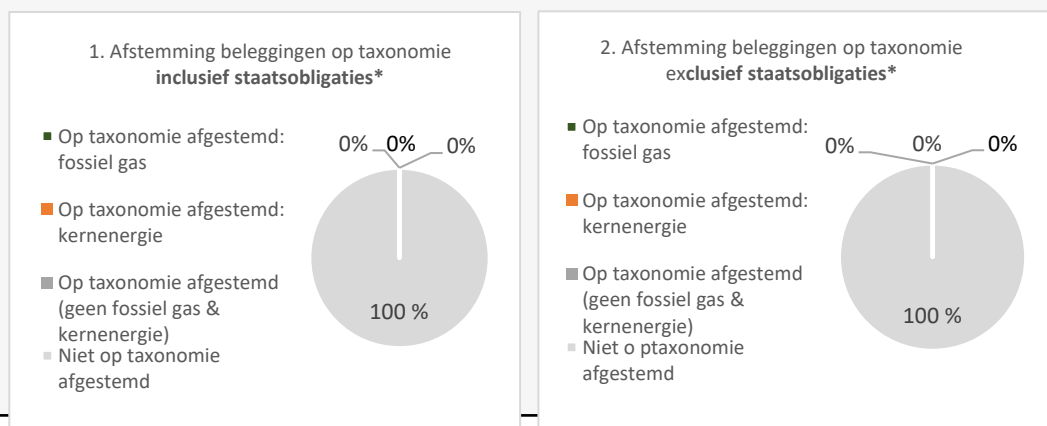 1. Afstemming beleggingen op taxonomie
inclusief staatsobligaties*
Op taxonomie afgestemd:
fossiel gas
Op taxonomie afgestemd:
kernenergie
Op taxonomie afgestemd
(geen fossiel gas &
kernenergie)
Niet op taxonomie
afgestemd
0% 0% 0%
100 %
2. Afstemming beleggingen op taxonomie
exclusief staatsobligaties*
Op taxonomie afgestemd:
fossiel gas
Op taxonomie afgestemd:
kernenergie
Op taxonomie afgestemd
(geen fossiel gas &
kernenergie)
Niet o ptaxonomie
afgestemd
0% 0% 0%
100 %